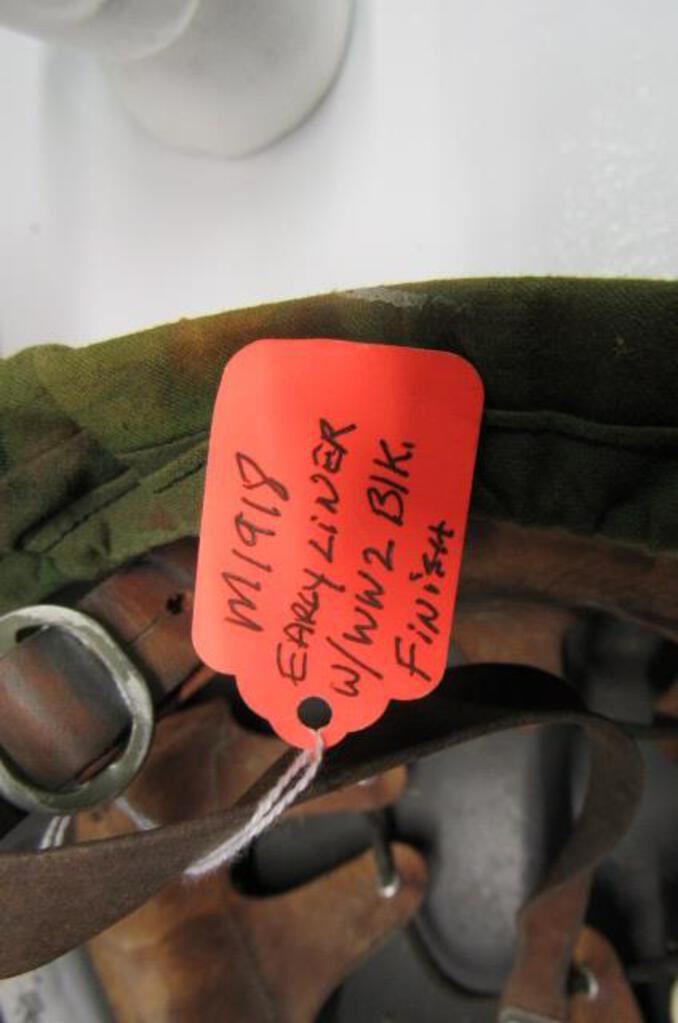 M1918
EARLY LINER
W/WW2 BlK.
FiNiSH